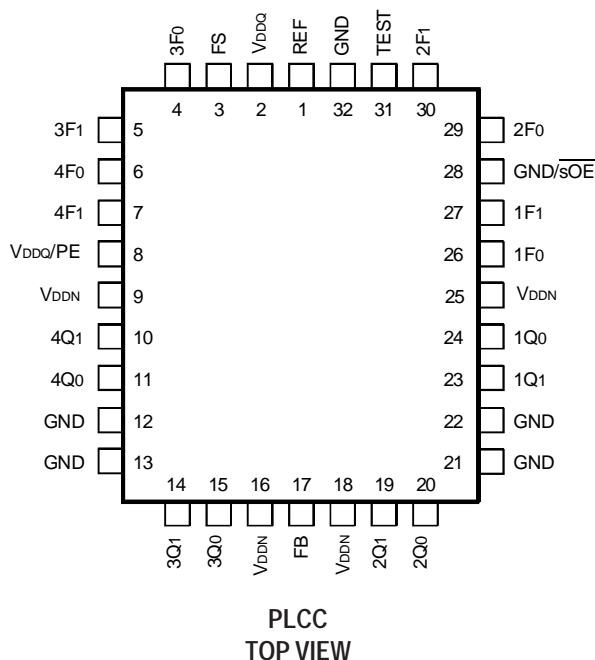 3F0 FS VDDQ REF GND TEST 2F1
4 3 2 1 32 31 30
3F1 5 29 2F0
4F0 6 28 GND/s̅O̅E̅
4F1 7 27 1F1
VDDQ/PE 8 26 1F0
VDDN 9 25 VDDN
4Q1 10 24 1Q0
4Q0 11 23 1Q1
GND 12 22 GND
GND 13 21 GND
14 15 16 17 18 19 20
3Q1 3Q0 VDDN FB VDDN 2Q1 2Q0
PLCC
TOP VIEW